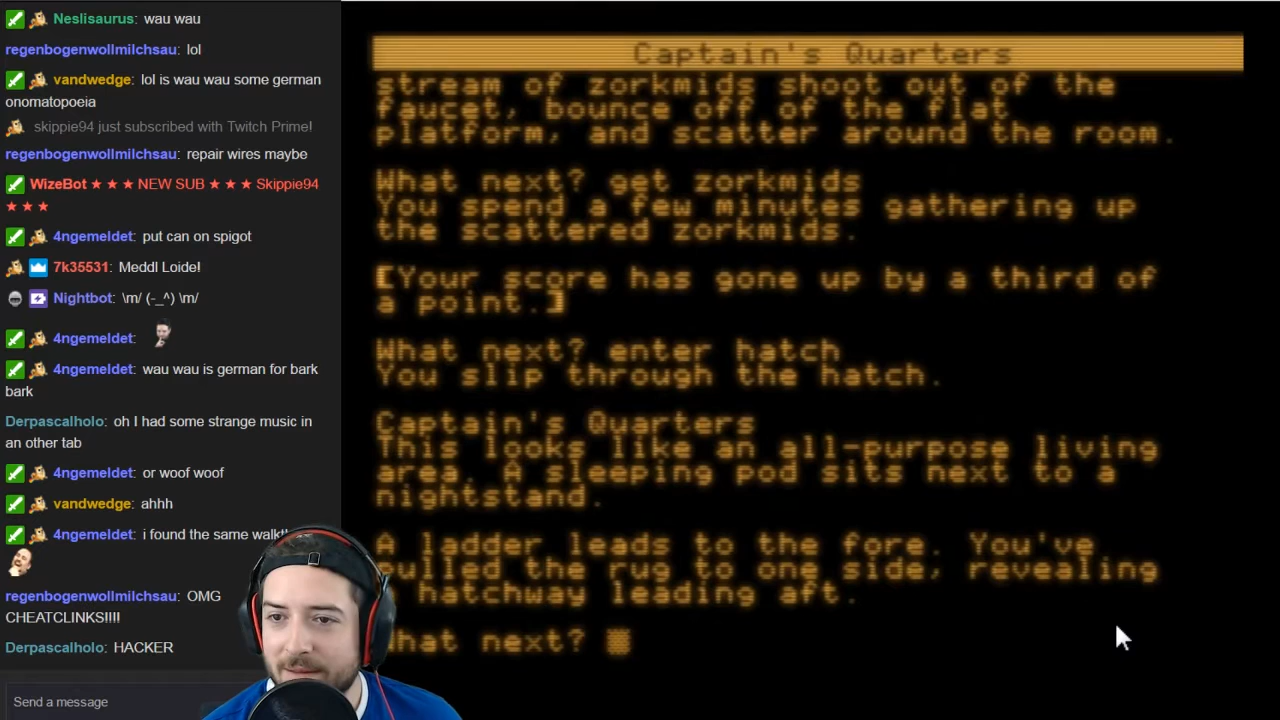 Neslisaurus: wau wau
regenbogenwollmilchsau: lol
vandwedge: lol is wau wau some german
onomatopoeia
skippie94 just subscribed with Twitch Prime!
regenbogenwollmilchsau: repair wires maybe
WizeBot ★ ★ ★ NEW SUB ★ ★ ★ Skippie94
★ ★ ★
4ngemeldet: put can on spigot
7k35531: Meddl Loide!
Nightbot: \m/ (-_^) \m/
4ngemeldet:
4ngemeldet: wau wau is german for bark
bark
Derpascalholo: oh I had some strange music in
an other tab
4ngemeldet: or woof woof
vandwedge: ahhh
4ngemeldet: i found the same
regenbogenwollmilchsau: OMG
CHEATCLINKS!!!!
Derpascalholo: HACKER
Send a message
Captain's Quarters
stream of zorkmids shoot out of the
faucet, bounce off of the flat
platform, and scatter around the room.
What next? get zorkmids
You spend a few minutes gathering up
the scattered zorkmids.
[Your score has gone up by a third of
a point.]
What next? enter hatch
You slip through the hatch.
Captain's Quarters
This looks like an all-purpose living
area. A sleeping pod sits next to a
nightstand.
A ladder leads to the fore. You've
pulled the rug to one side, revealing
hatchway leading aft.
What next?